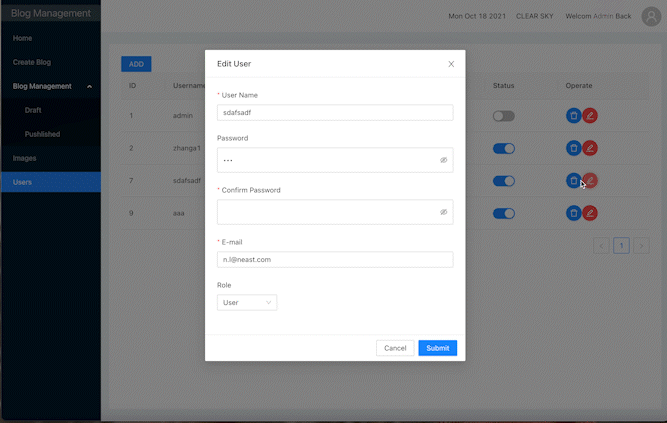 Blog Management
Mon Oct 18 2021 CLEAR SKY Welcom Admin Back
Home
Create Blog
Blog Management
Draft
Pushlished
Images
Users
ADD
ID Username Status Operate
1 admin
2 zhanga1
7 sdafsadf
9 aaa
< 1 >
Edit User
* User Name
sdafsadf
Password
•••
* Confirm Password
* E-mail
n.l@neast.com
Role
User
Cancel Submit